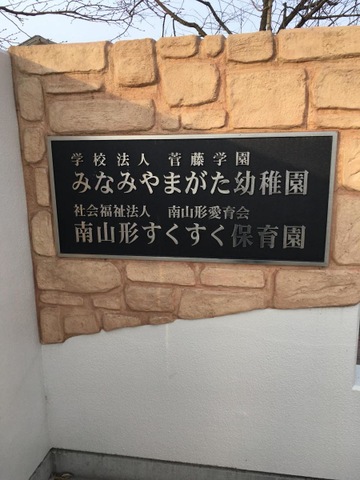 学校法人 菅藤学園
みなみやまがた幼稚園
社会福祉法人 南山形愛育会
南山形すくすく保育園